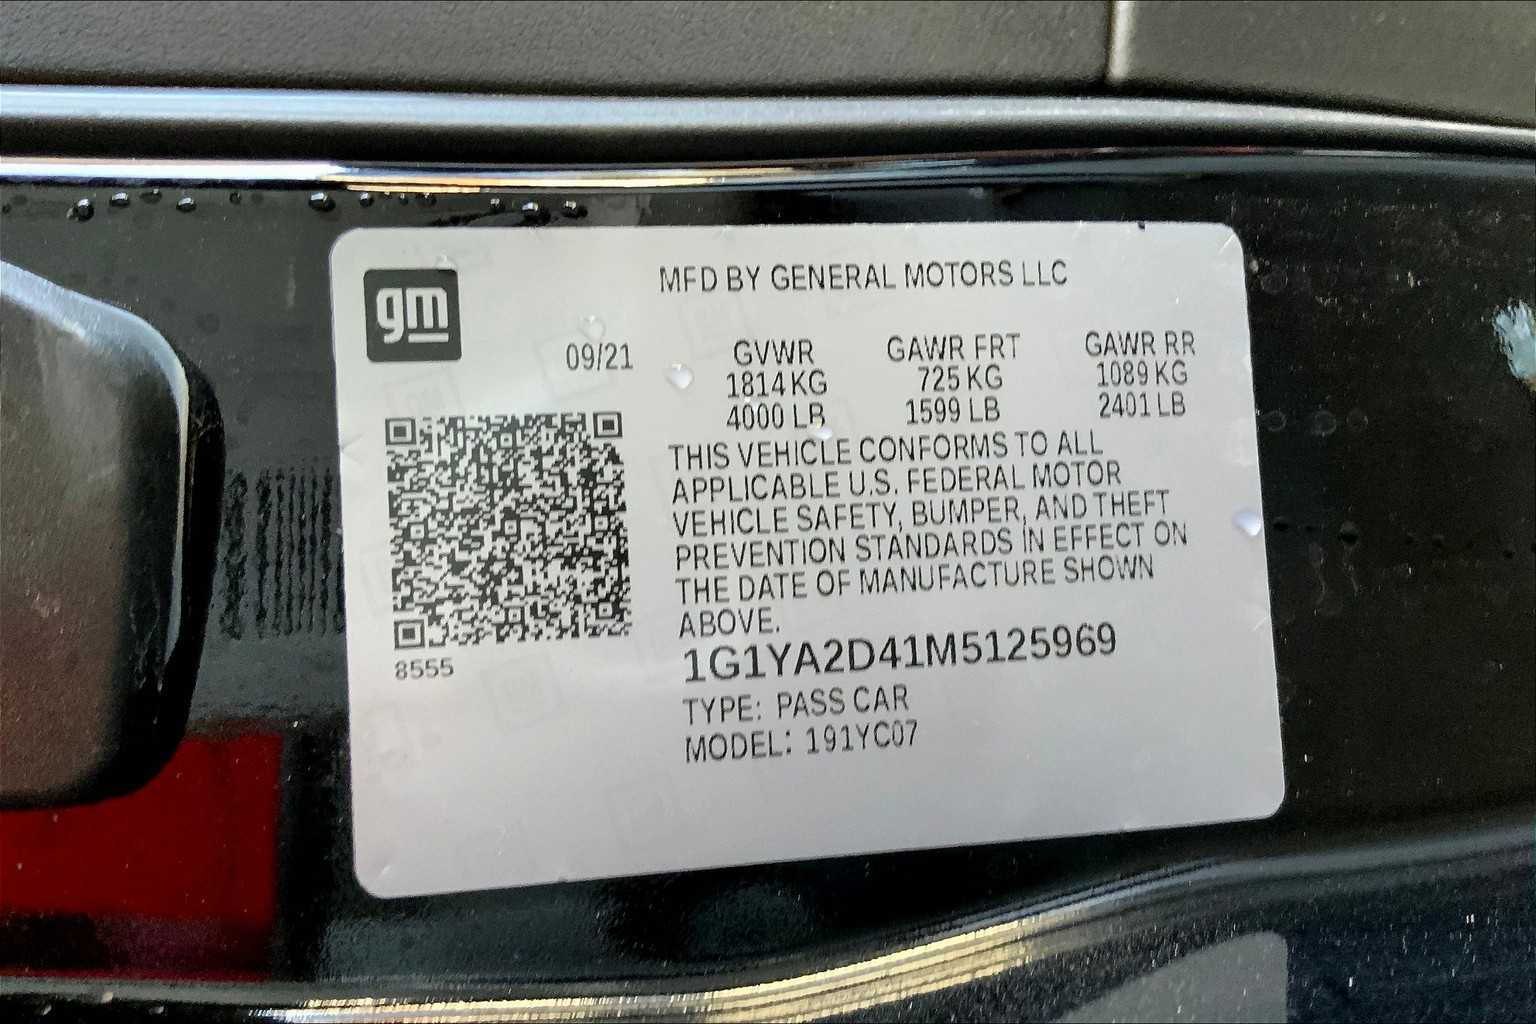 gm
MFD BY GENERAL MOTORS LLC
09/21
GVWR GAWR FRT GAWR RR
1814 KG 725 KG 1089 KG
4000 LB 1599 LB 2401 LB
THIS VEHICLE CONFORMS TO ALL
APPLICABLE U.S. FEDERAL MOTOR
VEHICLE SAFETY, BUMPER, AND THEFT
PREVENTION STANDARDS IN EFFECT ON
THE DATE OF MANUFACTURE SHOWN
ABOVE.
8555
1G1YA2D41M5125969
TYPE: PASS CAR
MODEL: 191YC07